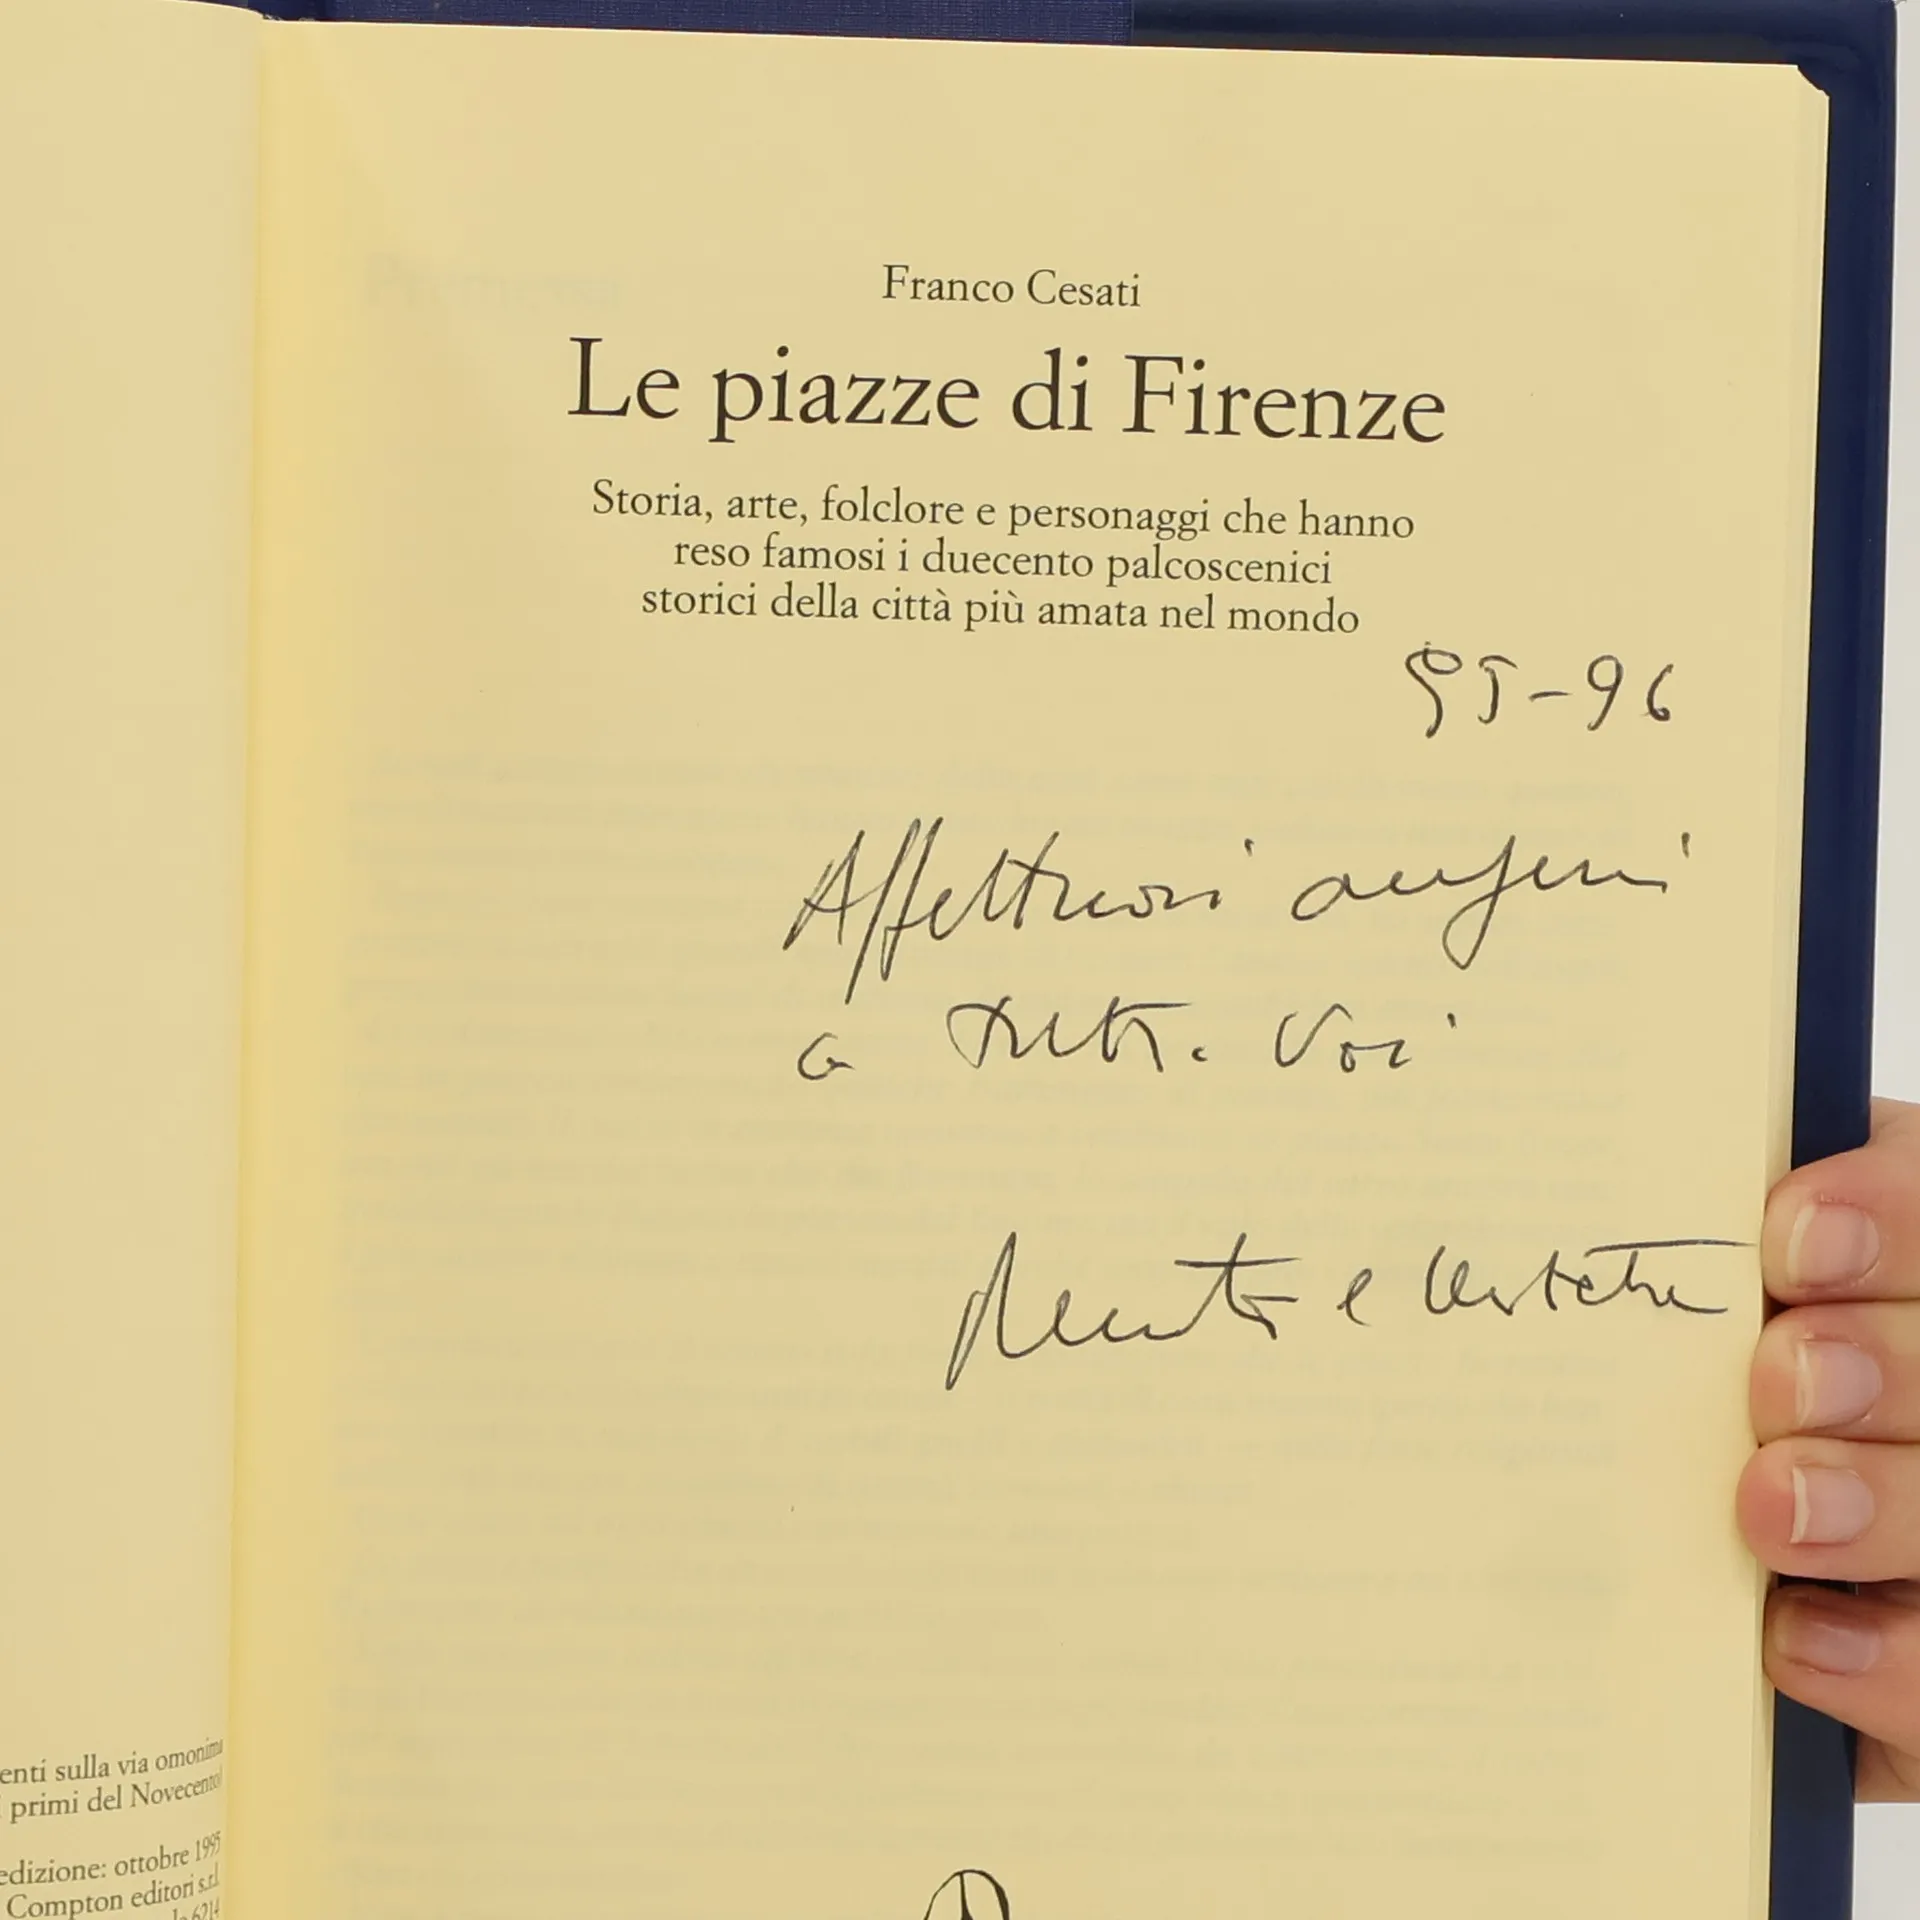 Franco Cesati
Le piazze di Firenze
Storia, arte, folclore e personaggi che hanno
reso famosi i duecento palcoscenici
storici della città più amata nel mondo
95-96
Affettuosi auguri
a tutti voi
e
enti sulla via omonima
primi del Novecento
edizione: ottobre 1995
Compton editori s.r.l.
6214